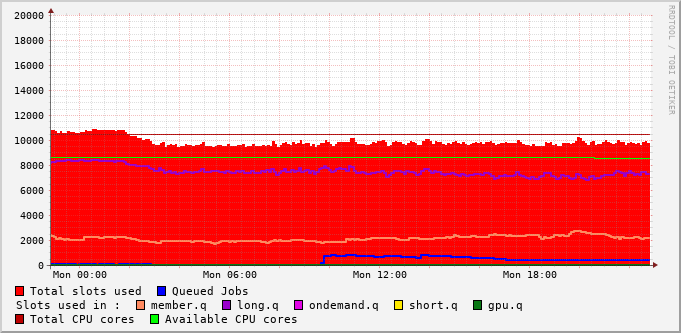 20000
18000
16000
14000
12000
10000
8000
6000
4000
2000
0
Mon 00:00 Mon 06:00 Mon 12:00 Mon 18:00
Total slots used Queued Jobs
Slots used in : member.q long.q ondemand.q short.q gpu.q
Total CPU cores Available CPU cores
RRDTOOL / TOBI OETIKER